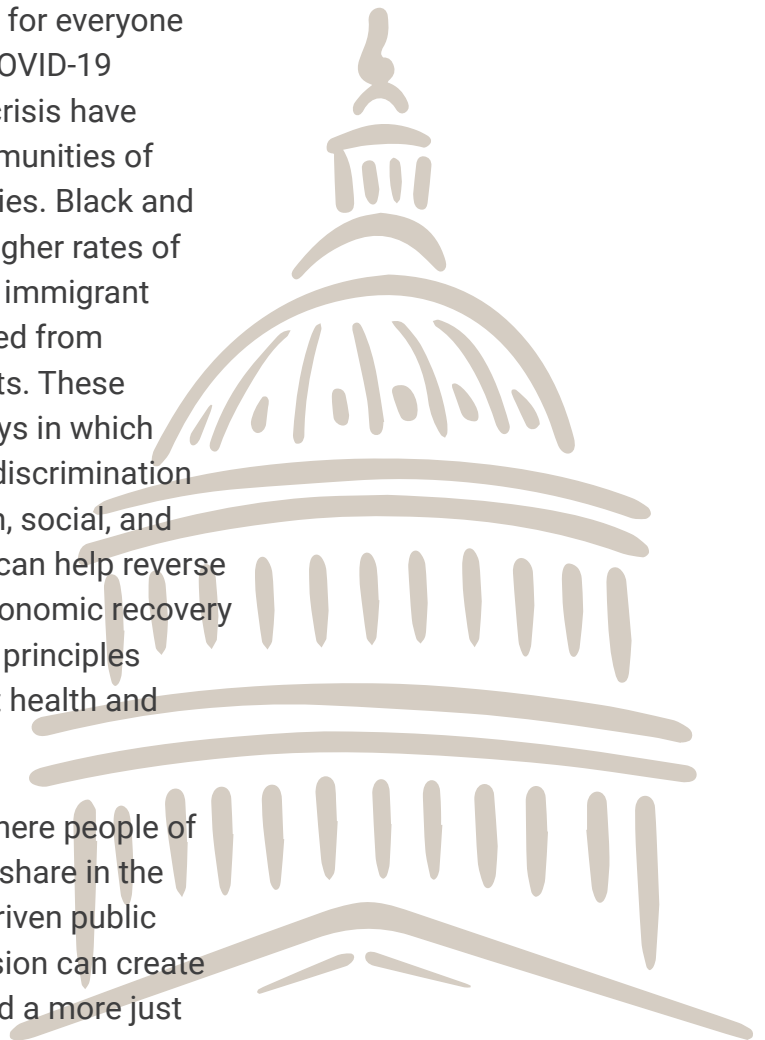 for everyone
OVID-19
risis have
munities of
ies. Black and
gher rates of
immigrant
ed from
ts. These
ys in which
discrimination
, social, and
can help reverse
onomic recovery
principles
health and
here people of
share in the
riven public
sion can create
d a more just